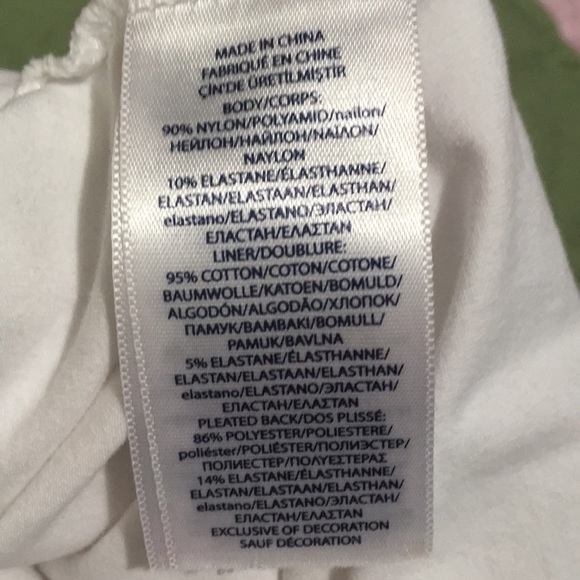 MADE IN CHINA
FABRIQUÉ EN CHINE
ÇİN'DE ÜRETİLMİŞTİR
BODY/CORPS:
90% NYLON/POLYAMID/nailon/
НЕЙЛОН/НАЙЛОН/ΝΑΙΛΟΝ/
NAYLON
10% ELASTANE/ÉLASTHANNE/
ELASTAN/ELASTAAN/ELASTHAN/
elastano/ELASTANO/ЭЛАСТАН/
ЕЛАСТАН/ΕΛΑΣΤΑΝ
LINER/DOUBLURE:
95% COTTON/COTON/COTONE/
BAUMWOLLE/KATOEN/BOMULD/
ALGODÓN/ALGODÃO/ХЛОПОК/
ПАМУК/ΒΑΜΒΑΚΙ/BOMULL/
PAMUK/BAVLNA
5% ELASTANE/ÉLASTHANNE/
ELASTAN/ELASTAAN/ELASTHAN/
elastano/ELASTANO/ЭЛАСТАН/
ЕЛАСТАН/ΕΛΑΣΤΑΝ
PLEATED BACK/DOS PLISSÉ:
86% POLYESTER/POLIESTERE/
poliéster/POLIÉSTER/ПОЛИЭСТЕР/
ПОЛИЕСТЕР/ΠΟΛΥΕΣΤΕΡΑΣ
14% ELASTANE/ÉLASTHANNE/
ELASTAN/ELASTAAN/ELASTHAN/
elastano/ELASTANO/ЭЛАСТАН/
ЕЛАСТАН/ΕΛΑΣΤΑΝ
EXCLUSIVE OF DECORATION
SAUF DÉCORATION